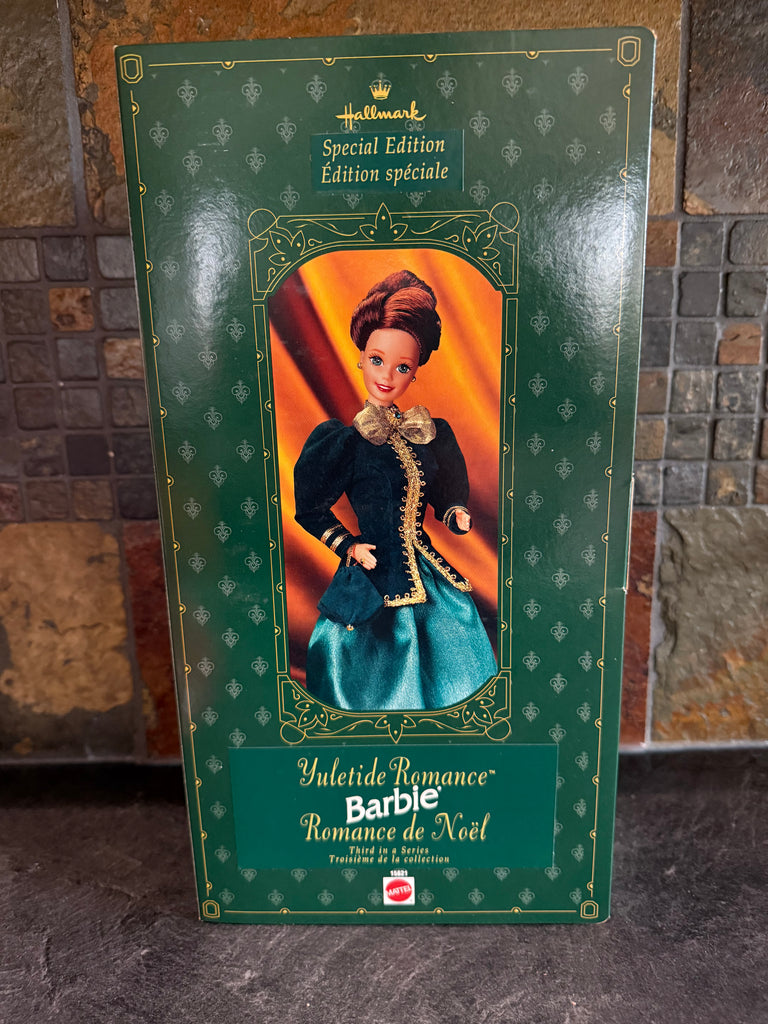 Hallmark
Special Edition
Édition spéciale
Yuletide Romance™
Barbie®
Romance de Noël
Third in a Series
Troisième de la collection
15621
MATTEL